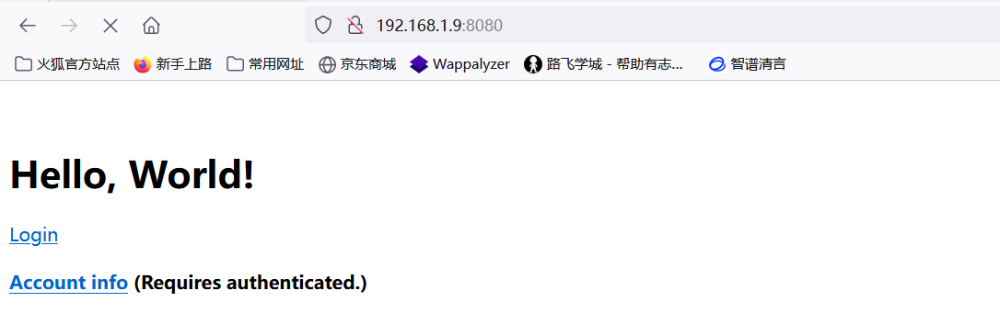 192.168.1.9:8080
火狐官方站点 新手上路 常用网址 京东商城 Wappalyzer 路飞学城 - 帮助有志... 智谱清言
Hello, World!
Login
Account info (Requires authenticated.)